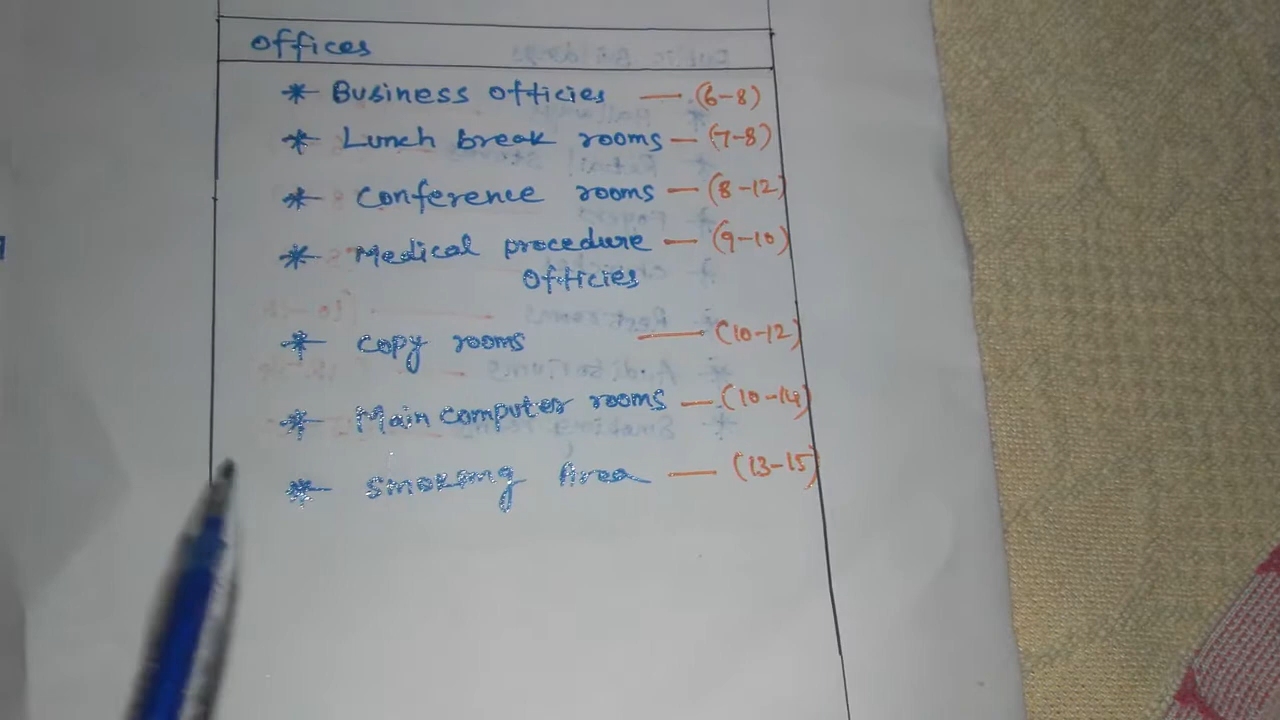 Offices
* Business officies — (6-8)
* Lunch break rooms — (7-8)
* Conference rooms — (8-12)
* Medical procedure — (9-10)
officies
* Copy rooms — (10-12)
* Main computer rooms — (10-14)
* Smoking Area — (13-15)